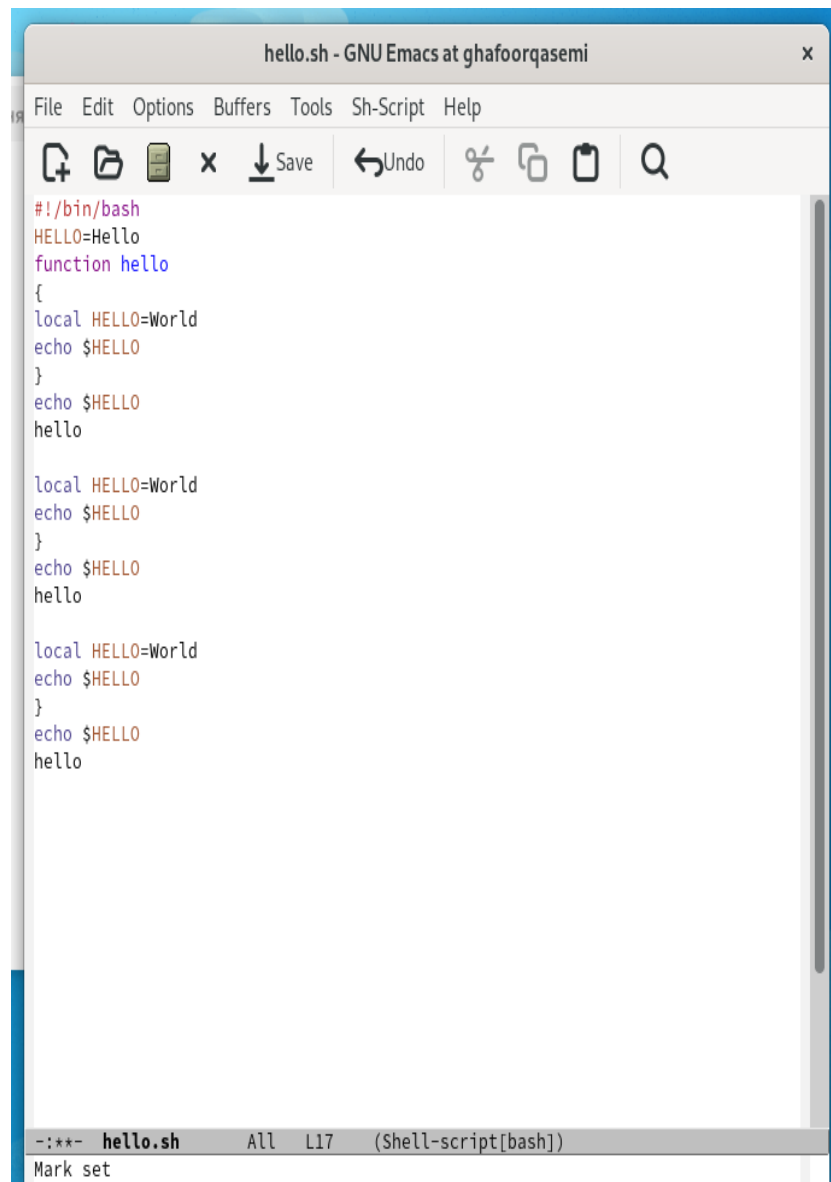 hello.sh - GNU Emacs at ghafoorqasemi x
File Edit Options Buffers Tools Sh-Script Help
Save Undo
#!/bin/bash
HELLO=Hello
function hello
{
local HELLO=World
echo $HELLO
}
echo $HELLO
hello
local HELLO=World
echo $HELLO
}
echo $HELLO
hello
local HELLO=World
echo $HELLO
}
echo $HELLO
hello
-:**- hello.sh All L17 (Shell-script[bash])
Mark set